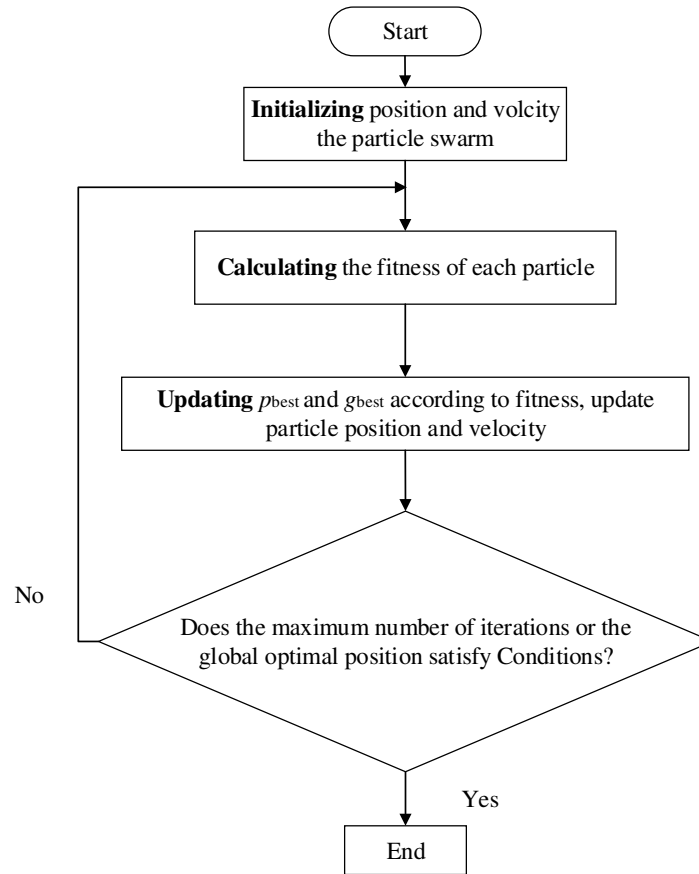 Start
Initializing position and volcity
the particle swarm
Calculating the fitness of each particle
Updating pbest and gbest according to fitness, update
particle position and velocity
No
Does the maximum number of iterations or the
global optimal position satisfy Conditions?
Yes
End